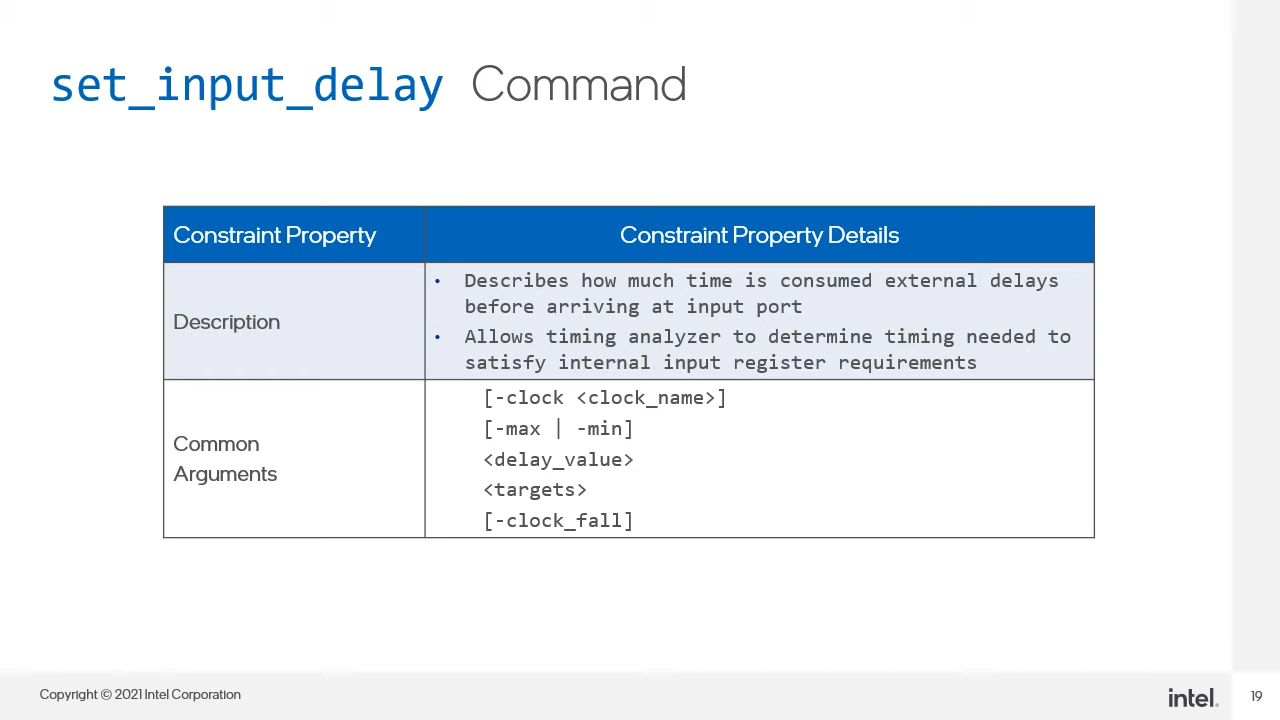 set_input_delay Command
Constraint Property
Constraint Property Details
Description
• Describes how much time is consumed external delays
before arriving at input port
• Allows timing analyzer to determine timing needed to
satisfy internal input register requirements
Common
Arguments
[-clock <clock_name>]
[-max | -min]
<delay_value>
<targets>
[-clock_fall]
Copyright © 2021 Intel Corporation
intel.
19